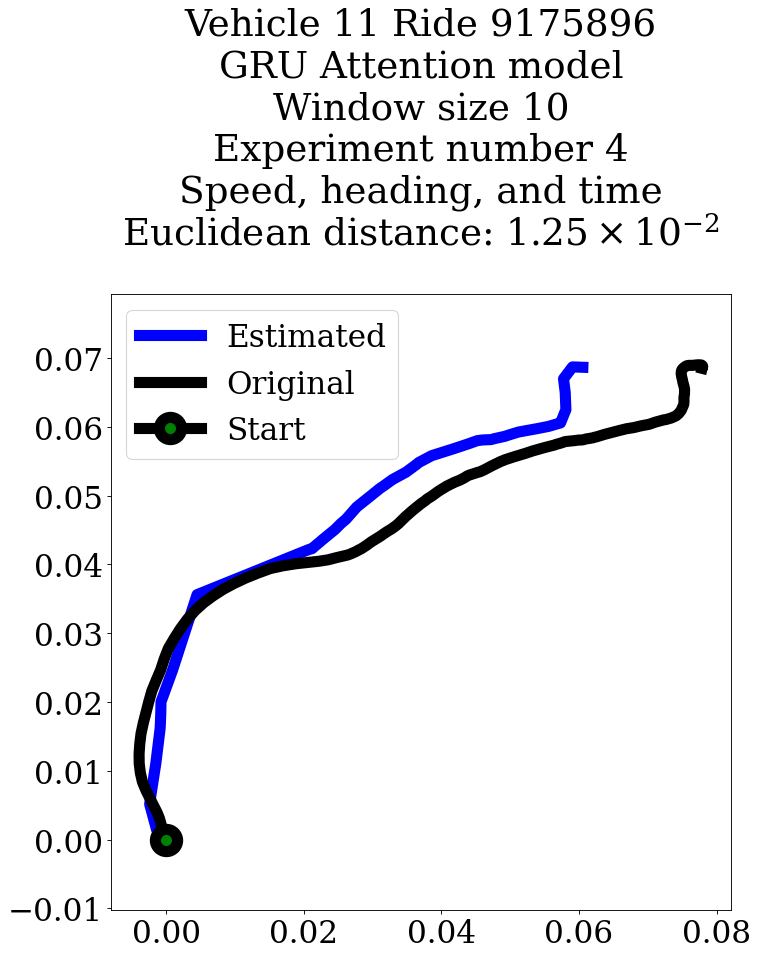 Vehicle 11 Ride 9175896
GRU Attention model
Window size 10
Experiment number 4
Speed, heading, and time
Euclidean distance: 1.25 × 10⁻²
Estimated
Original
Start
0.07
0.06
0.05
0.04
0.03
0.02
0.01
0.00
−0.01
0.00 0.02 0.04 0.06 0.08